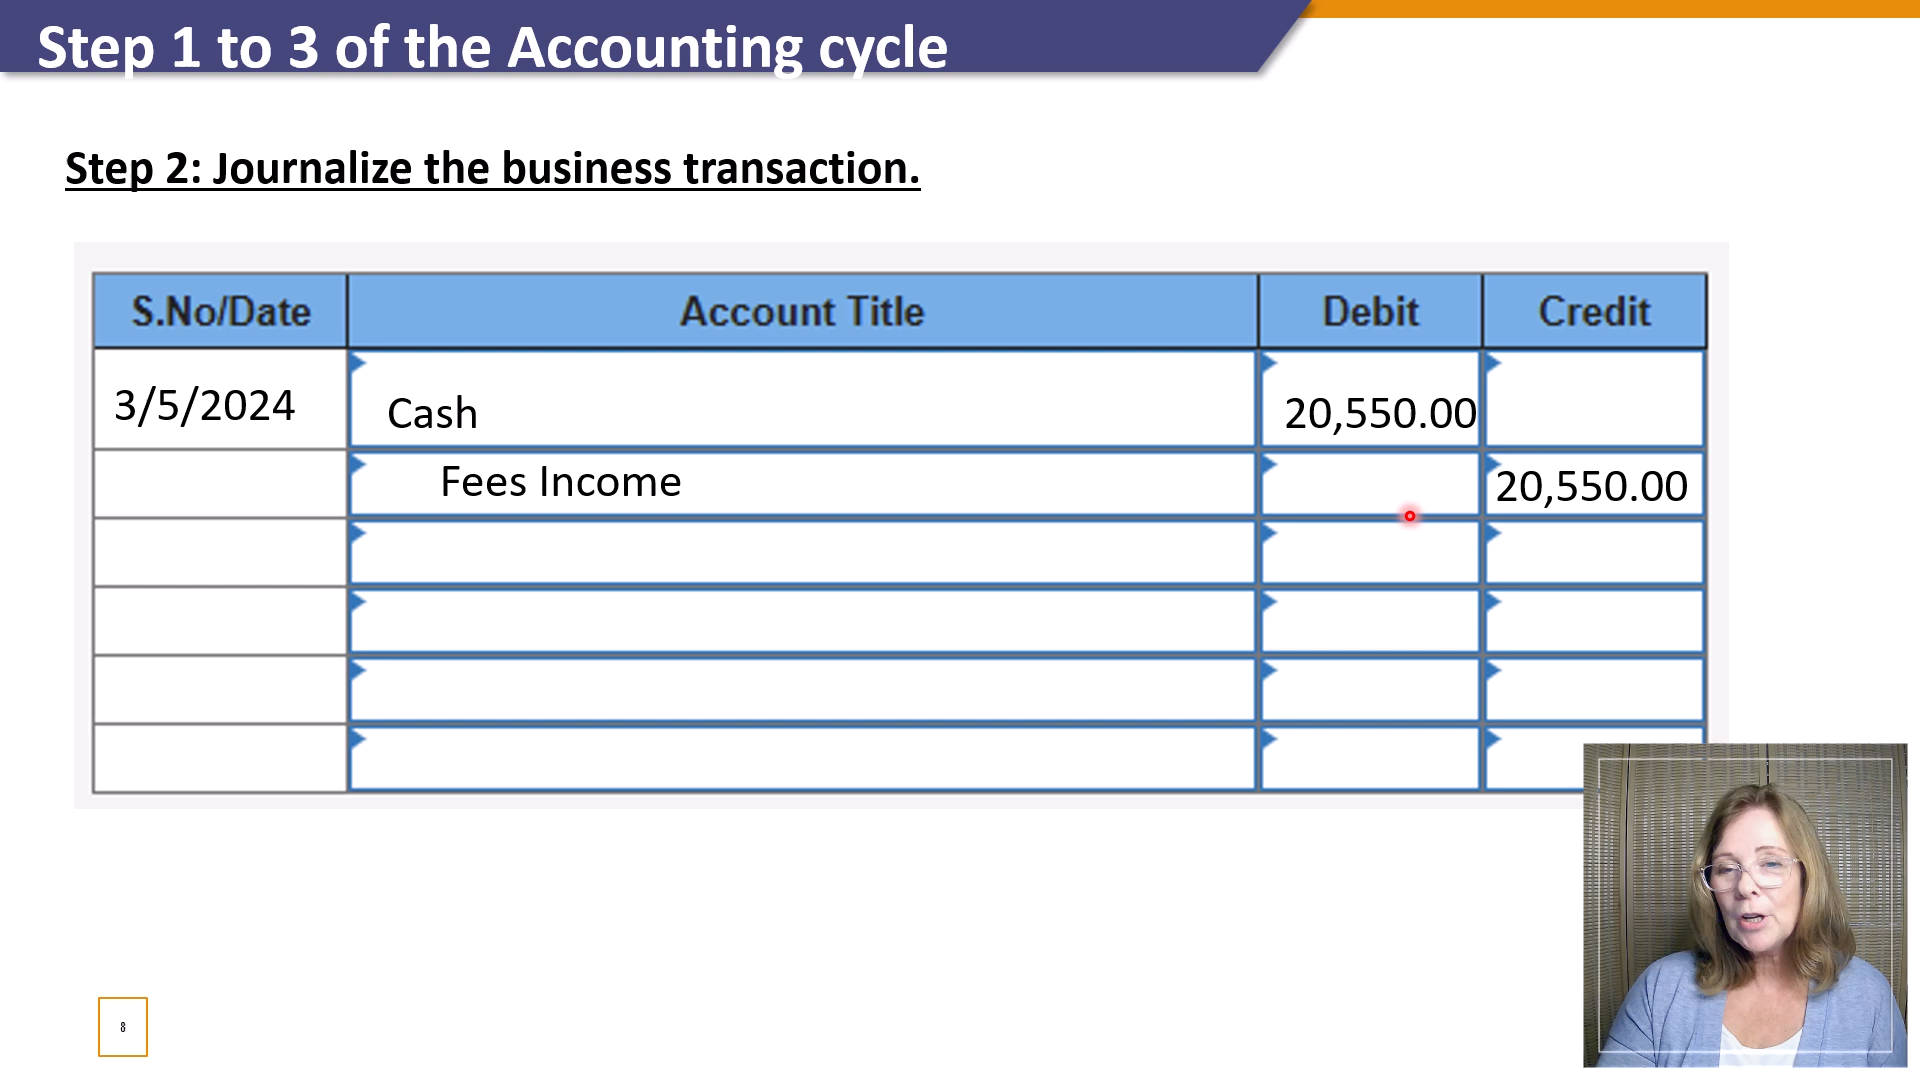 Step 1 to 3 of the Accounting cycle
Step 2: Journalize the business transaction.
S.No/Date Account Title Debit Credit
3/5/2024 Cash 20,550.00
Fees Income 20,550.00
8